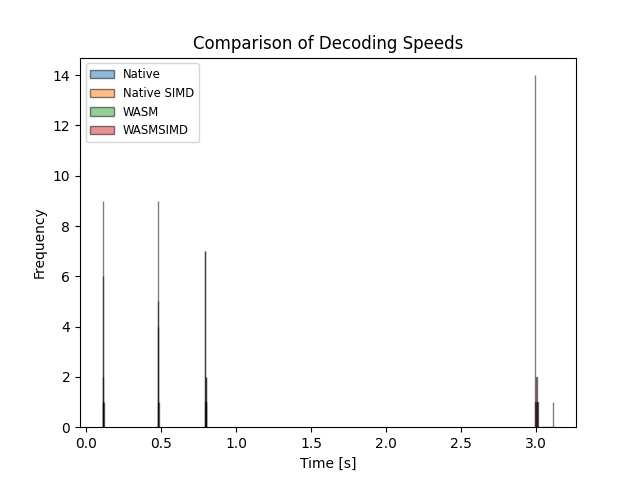 Comparison of Decoding Speeds
Native
Native SIMD
WASM
WASMSIMD
14
12
10
8
6
4
2
0
Frequency
0.0 0.5 1.0 1.5 2.0 2.5 3.0
Time [s]